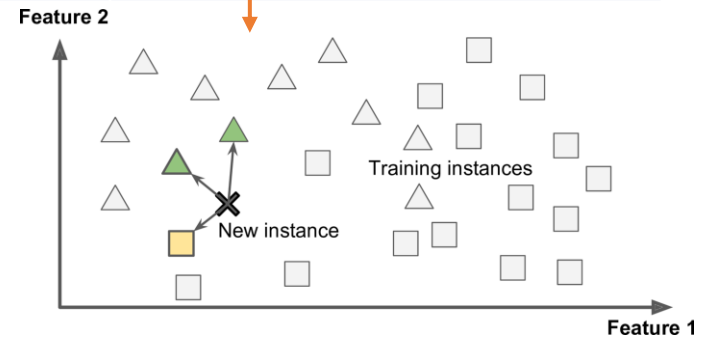 Feature 2
Training instances
New instance
Feature 1